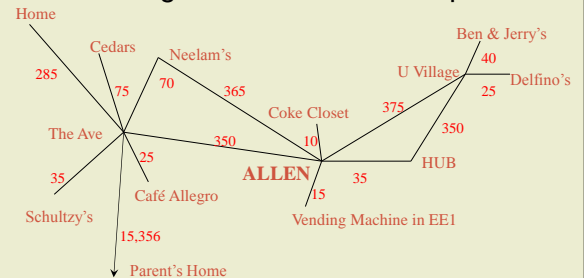 Home
Ben & Jerry's
Cedars
Neelam's
40
285
U Village
Delfino's
75
70
365
25
Coke Closet
375
The Ave
350
10
350
25
HUB
35
ALLEN
35
15
Café Allegro
Schultzy's
Vending Machine in EE1
15,356
Parent's Home